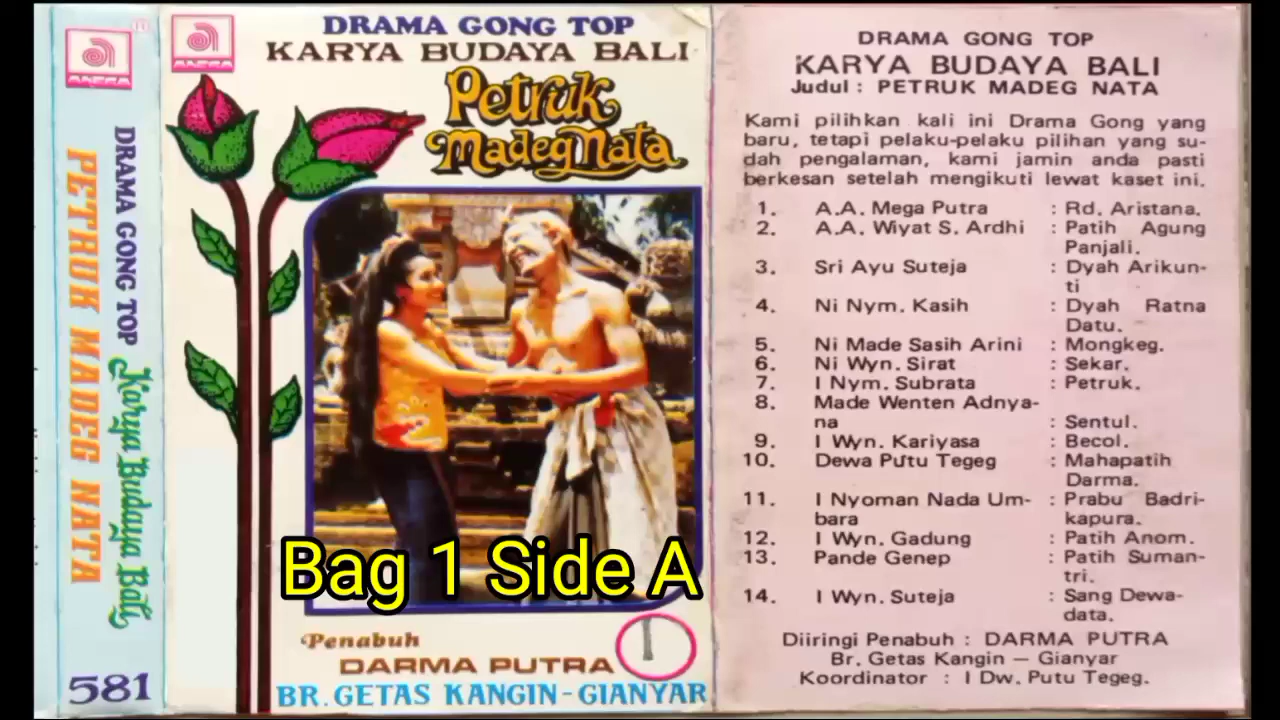 DRAMA GONG TOP Karya Budaya Bali
PETRUK MADEG NATA
581
DRAMA GONG TOP
KARYA BUDAYA BALI
Petruk
Madeg Nata
Bag 1 Side A
Penabuh
DARMA PUTRA
1
BR. GETAS KANGIN - GIANYAR
DRAMA GONG TOP
KARYA BUDAYA BALI
Judul : PETRUK MADEG NATA
Kami pilihkan kali ini Drama Gong yang
baru, tetapi pelaku-pelaku pilihan yang su-
dah pengalaman, kami jamin anda pasti
berkesan setelah mengikuti lewat kaset ini.
1. A.A. Mega Putra : Rd. Aristana.
2. A.A. Wiyat S. Ardhi : Patih Agung
Panjali.
3. Sri Ayu Suteja : Dyah Arikun-
ti
4. Ni Nym. Kasih : Dyah Ratna
Datu.
5. Ni Made Sasih Arini : Mongkeg.
6. Ni Wyn. Sirat : Sekar.
7. I Nym. Subrata : Petruk.
8. Made Wenten Adnya-
na : Sentul.
9. I Wyn. Kariyasa : Becol.
10. Dewa Putu Tegeg : Mahapatih
Darma.
11. I Nyoman Nada Um- : Prabu Badri-
bara kapura.
12. I Wyn. Gadung : Patih Anom.
13. Pande Genep : Patih Suman-
tri.
14. I Wyn. Suteja : Sang Dewa-
data.
Diiringi Penabuh : DARMA PUTRA
Br. Getas Kangin — Gianyar
Koordinator : I Dw. Putu Tegeg.